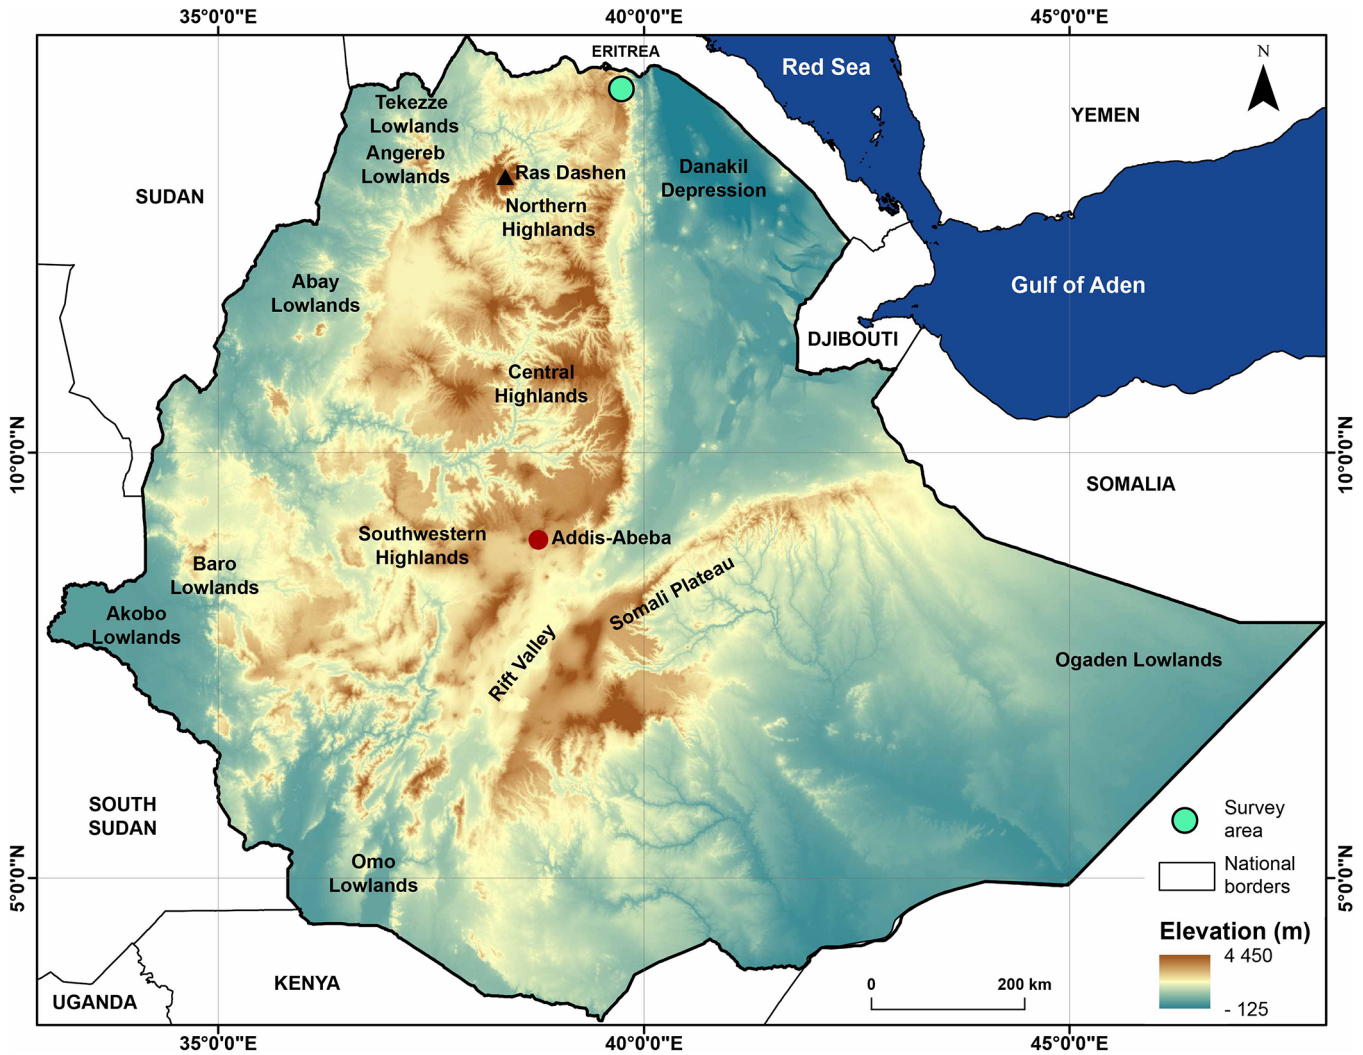 35°0'0"E
40°0'0"E
45°0'0"E
ERITREA
Red Sea
N
YEMEN
Tekezze
Lowlands
Angereb
Lowlands
Ras Dashen
Danakil
Depression
SUDAN
Northern
Highlands
Abay
Lowlands
Gulf of Aden
DJIBOUTI
Central
Highlands
10°0'0"N
10°0'0"N
SOMALIA
Southwestern
Highlands
Addis-Abeba
Baro
Lowlands
Somali Plateau
Akobo
Lowlands
Rift Valley
Ogaden Lowlands
SOUTH
SUDAN
Survey
area
Omo
Lowlands
National
borders
5°0'0"N
5°0'0"N
Elevation (m)
4 450
- 125
KENYA
UGANDA
0
200 km
35°0'0"E
40°0'0"E
45°0'0"E